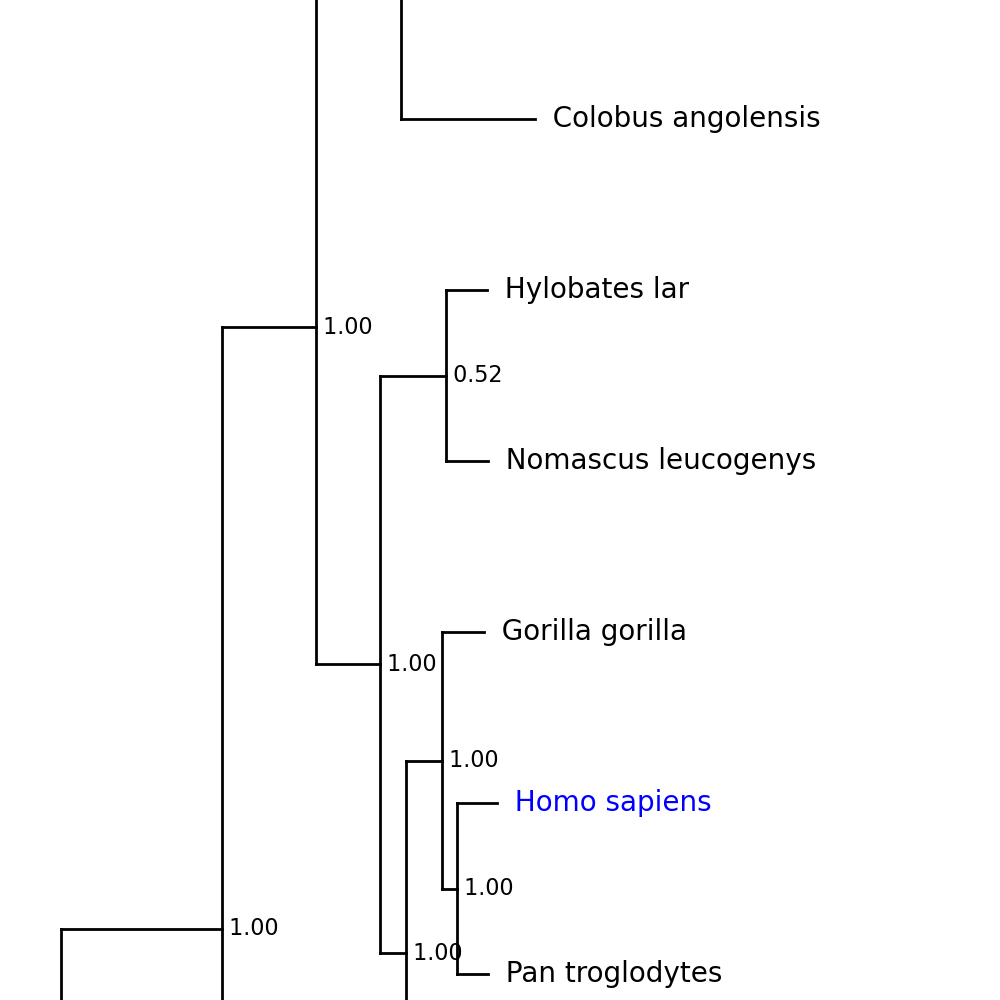 Colobus angolensis
Hylobates lar
1.00
0.52
Nomascus leucogenys
Gorilla gorilla
1.00
1.00
Homo sapiens
1.00
1.00
1.00
Pan troglodytes